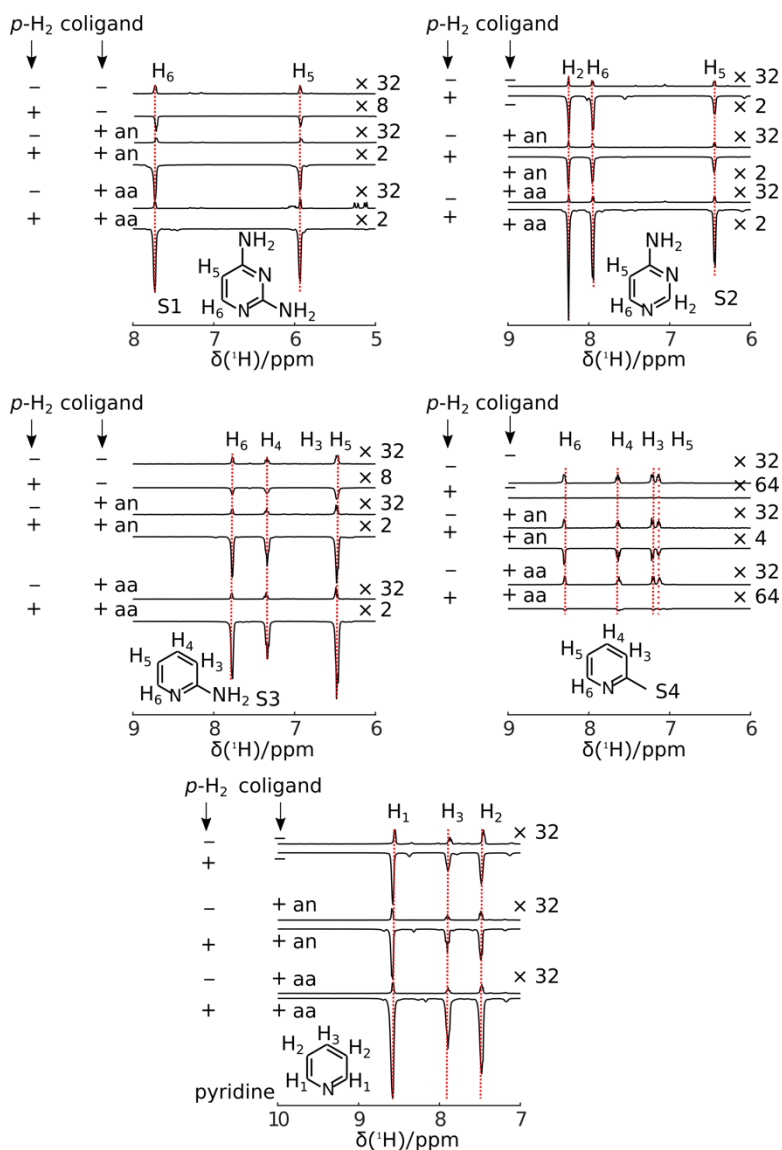 p-H₂ coligand
H₆ H₅
− − × 32
+ − × 8
− + an × 32
+ + an × 2
− + aa × 32
+ + aa × 2
NH₂
H₅ N
H₆ N NH₂
S1
8 7 6 5
δ(¹H)/ppm
p-H₂ coligand
H₂ H₆ H₅
− − × 32
+ − × 2
− + an × 32
+ + an × 2
− + aa × 32
+ + aa × 2
NH₂
H₅ N
H₆ N H₂
S2
9 8 7 6
δ(¹H)/ppm
p-H₂ coligand
H₆ H₄ H₃ H₅
− − × 32
+ − × 8
− + an × 32
+ + an × 2
− + aa × 32
+ + aa × 2
H₄
H₅ H₃
H₆ N NH₂ S3
9 8 7 6
δ(¹H)/ppm
p-H₂ coligand
H₆ H₄ H₃ H₅
− − × 32
+ − × 64
− + an × 32
+ + an × 4
− + aa × 32
+ + aa × 64
H₄
H₅ H₃
H₆ N S4
9 8 7 6
δ(¹H)/ppm
p-H₂ coligand
H₁ H₃ H₂
− − × 32
+ −
− + an × 32
+ + an
− + aa × 32
+ + aa
H₃
H₂ H₂
H₁ N H₁
pyridine
10 9 8 7
δ(¹H)/ppm